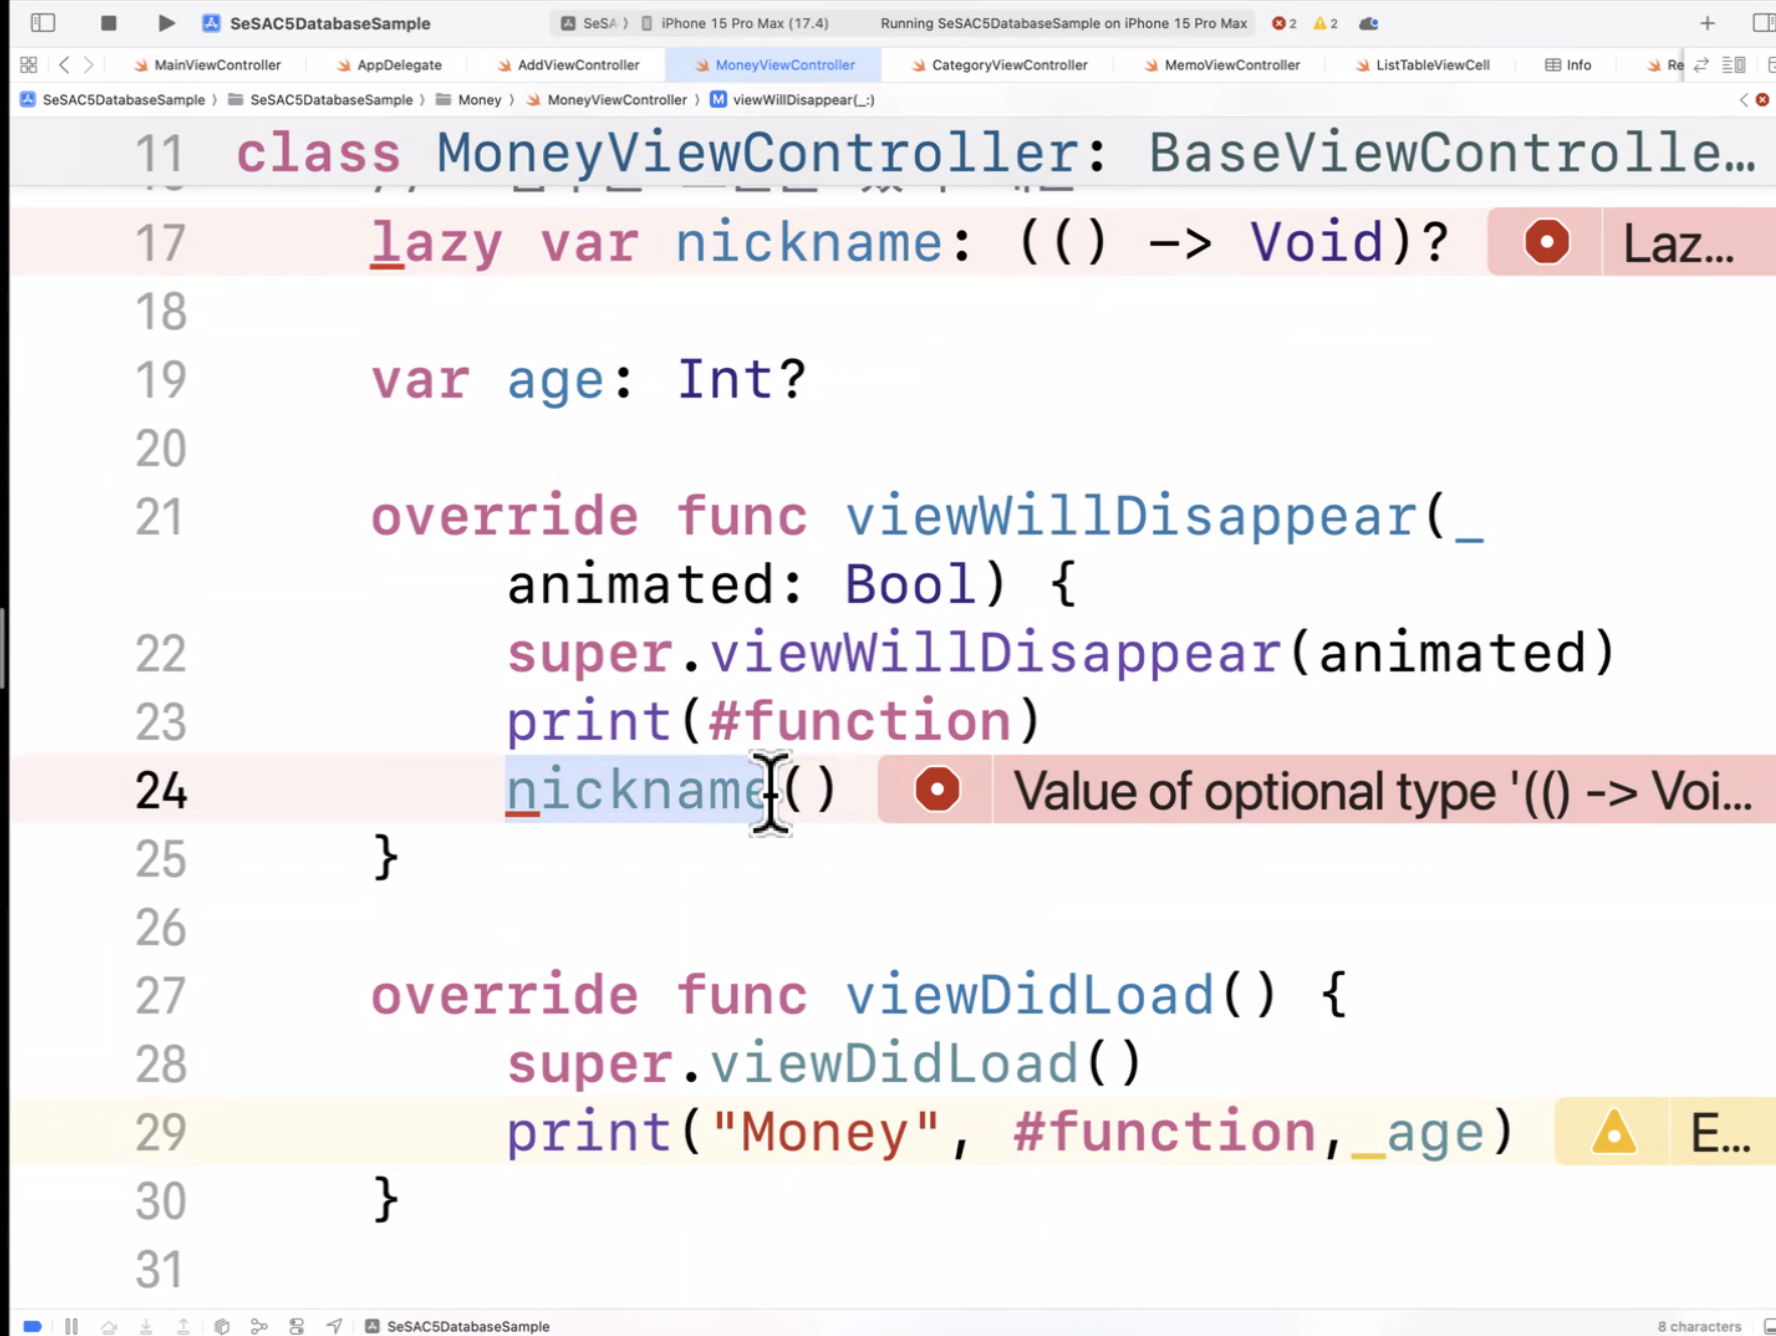 SeSAC5DatabaseSample
SeSA
iPhone 15 Pro Max (17.4)
Running SeSAC5DatabaseSample on iPhone 15 Pro Max
2
2
MainViewController
AppDelegate
AddViewController
MoneyViewController
CategoryViewController
MemoViewController
ListTableViewCell
Info
Re
SeSAC5DatabaseSample 〉 SeSAC5DatabaseSample 〉 Money 〉 MoneyViewController 〉 M viewWillDisappear(_:)
11 class MoneyViewController: BaseViewControlle…
17 lazy var nickname: (() -> Void)? Laz...
18
19 var age: Int?
20
21 override func viewWillDisappear(_
animated: Bool) {
22 super.viewWillDisappear(animated)
23 print(#function)
24 nickname() Value of optional type '(() -> Voi...
25 }
26
27 override func viewDidLoad() {
28 super.viewDidLoad()
29 print("Money", #function, age) E...
30 }
31
SeSAC5DatabaseSample
8 characters